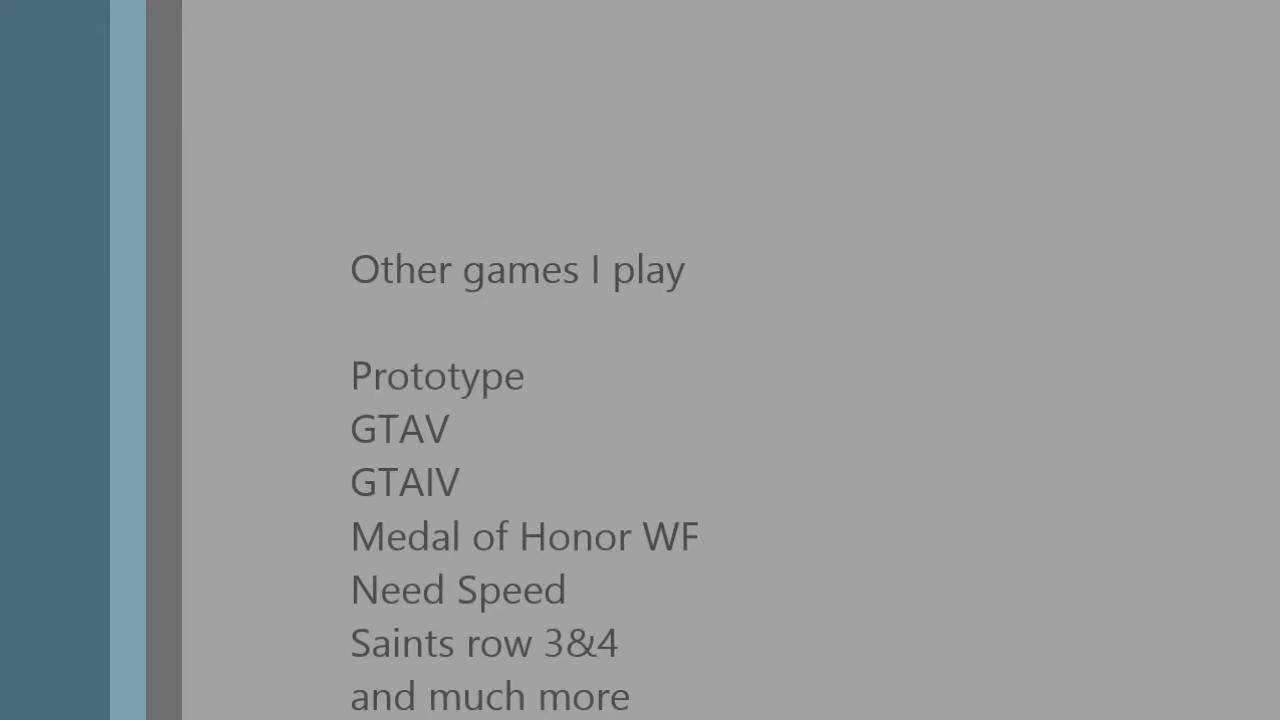 Other games I play
Prototype
GTAV
GTAIV
Medal of Honor WF
Need Speed
Saints row 3&4
and much more